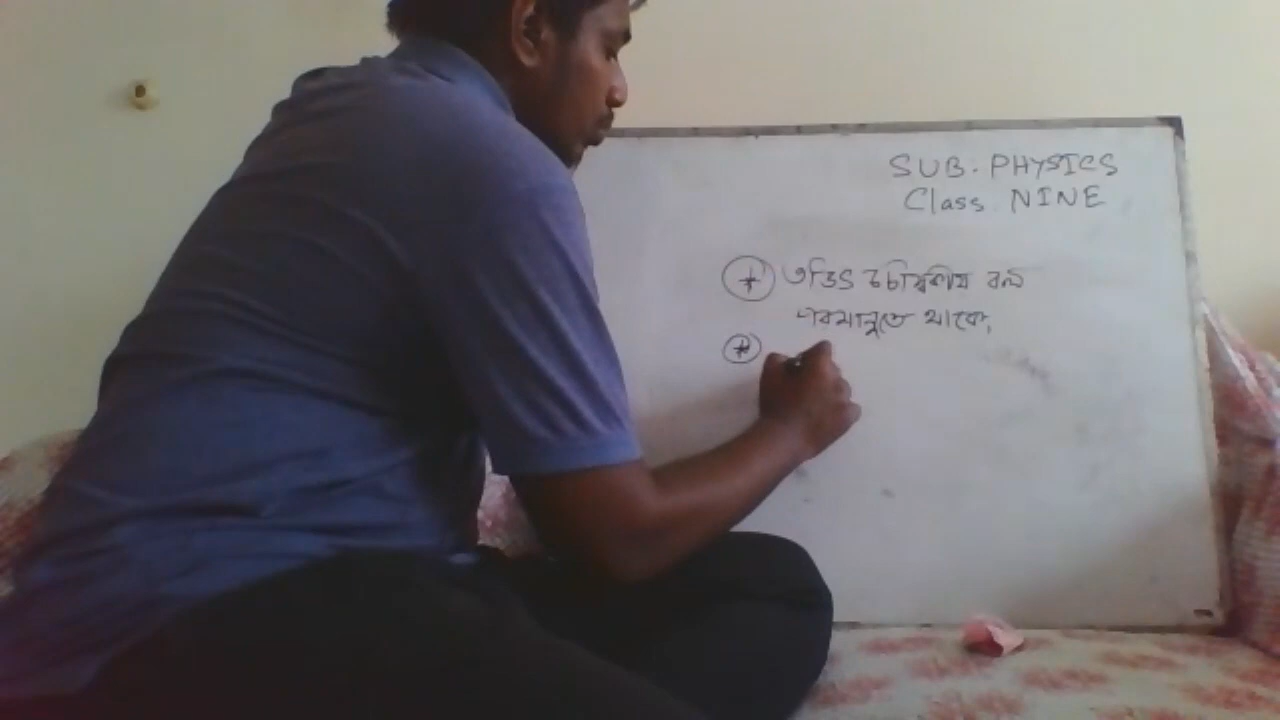 SUB. PHYSICS
Class NINE
তড়িৎ চৌম্বকীয় বল
পরমানুতে থাকে,